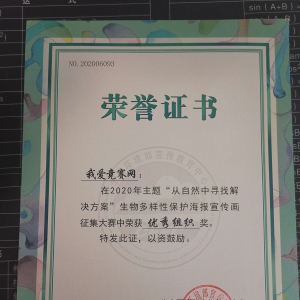 sin(A+B)
NO.202006093
荣誉证书
我爱竞赛网：
在2020年主题“从自然中寻找解
决方案”生物多样性保护海报宣传画
征集大赛中荣获 优秀组织 奖。
特发此证，以资鼓励。